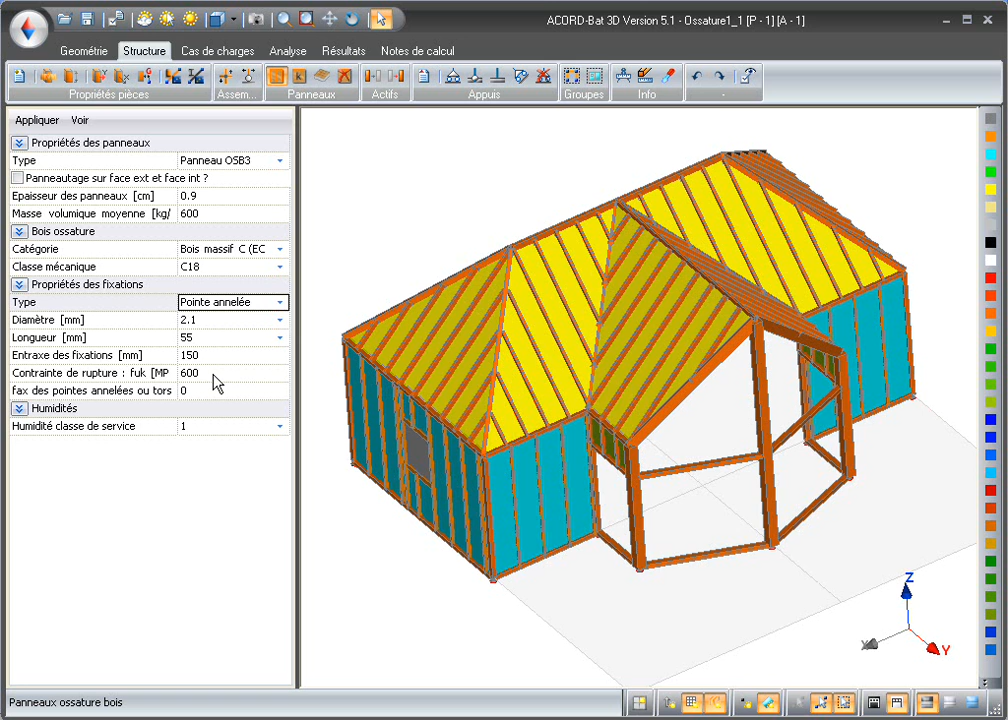 ACORD-Bat 3D Version 5.1 - Ossature1_1 [P - 1] [A - 1]
Geométrie Structure Cas de charges Analyse Résultats Notes de calcul
Propriétés pièces Assem... Panneaux Actifs Appuis Groupes Info
Appliquer Voir
Propriétés des panneaux
Type Panneau OSB3
Panneautage sur face ext et face int ?
Epaisseur des panneaux [cm] 0.9
Masse volumique moyenne [kg/ 600
Bois ossature
Catégorie Bois massif C (EC
Classe mécanique C18
Propriétés des fixations
Type Pointe annelée
Diamètre [mm] 2.1
Longueur [mm] 55
Entraxe des fixations [mm] 150
Contrainte de rupture : fuk [MP 600
fax des pointes annelées ou tors 0
Humidités
Humidité classe de service 1
Z
X
Y
Panneaux ossature bois